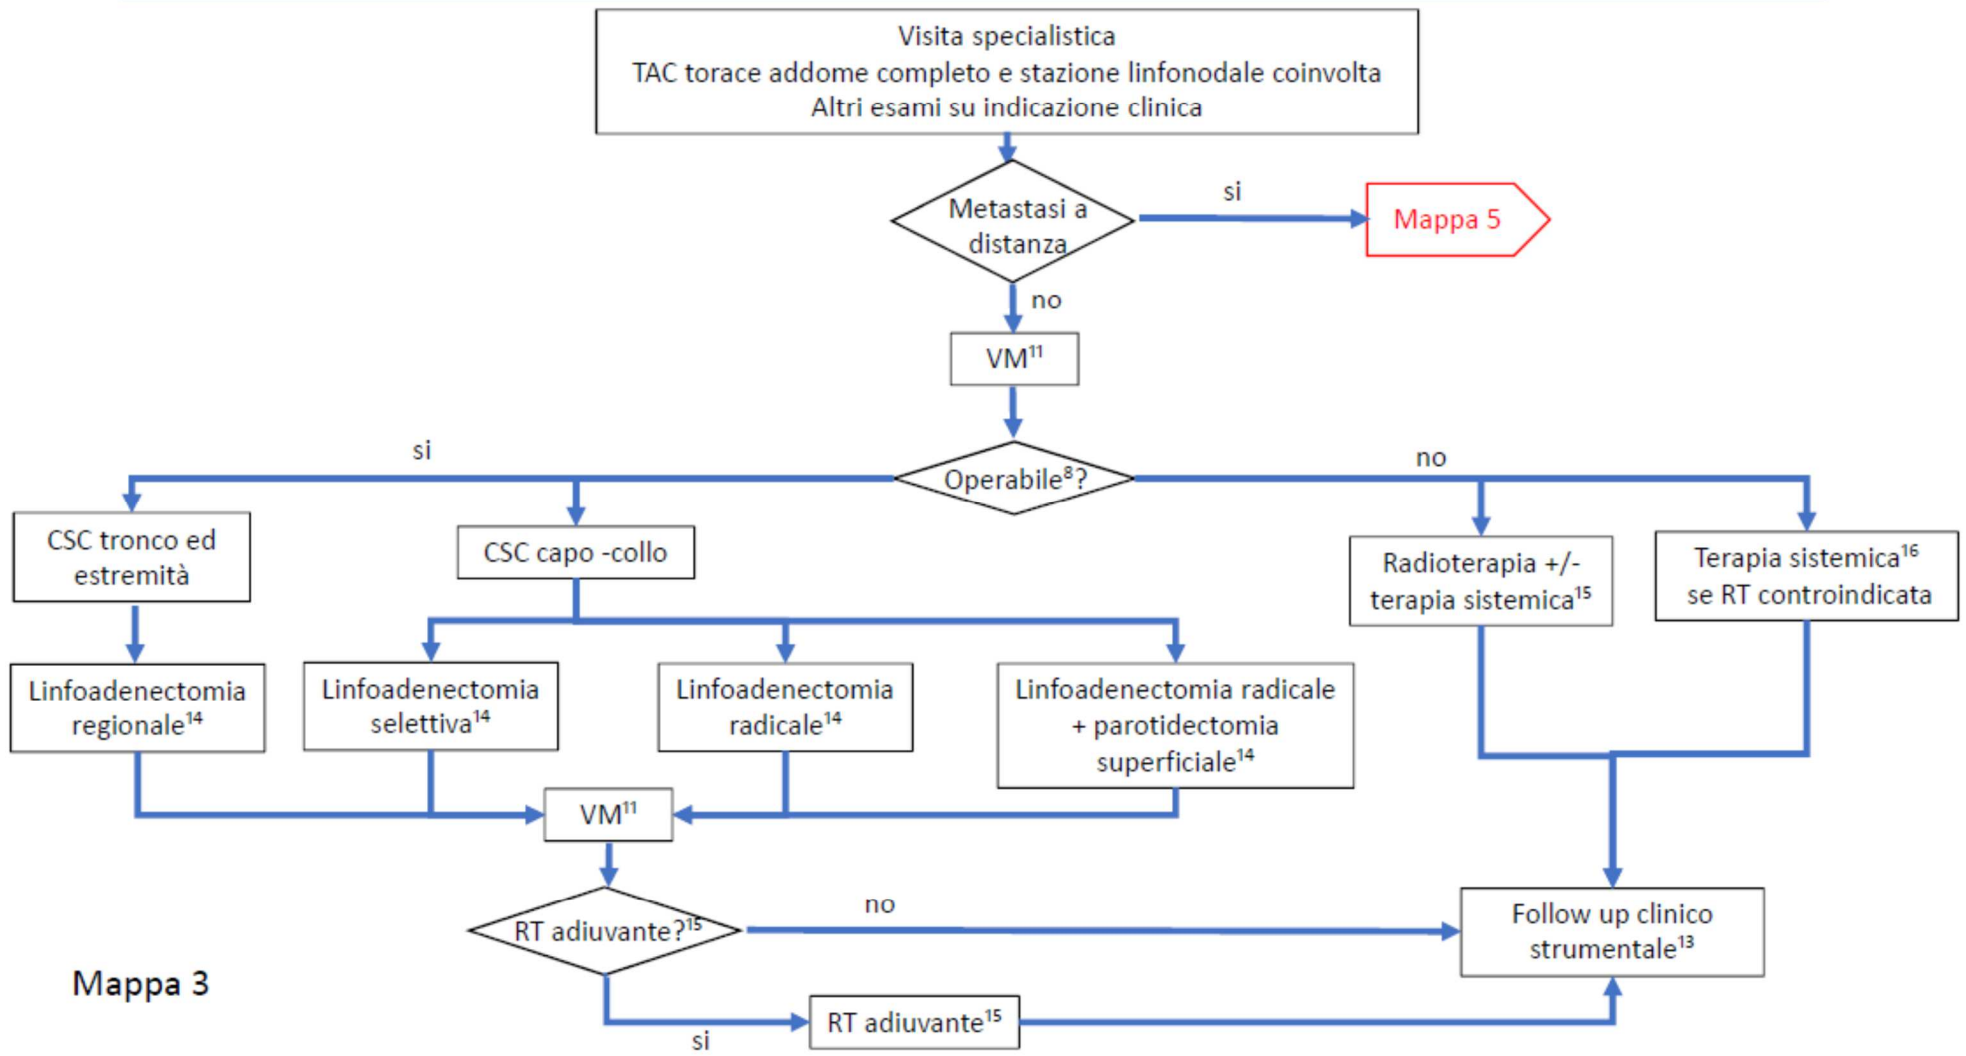 Visita specialistica
TAC torace addome completo e stazione linfonodale coinvolta
Altri esami su indicazione clinica
Metastasi a
distanza
si
Mappa 5
no
VM¹¹
si
Operabile⁸?
no
CSC tronco ed
estremità
CSC capo -collo
Radioterapia +/-
terapia sistemica¹⁵
Terapia sistemica¹⁶
se RT controindicata
Linfoadenectomia
regionale¹⁴
Linfoadenectomia
selettiva¹⁴
Linfoadenectomia
radicale¹⁴
Linfoadenectomia radicale
+ parotidectomia
superficiale¹⁴
VM¹¹
RT adiuvante?¹⁵
no
Follow up clinico
strumentale¹³
Mappa 3
si
RT adiuvante¹⁵